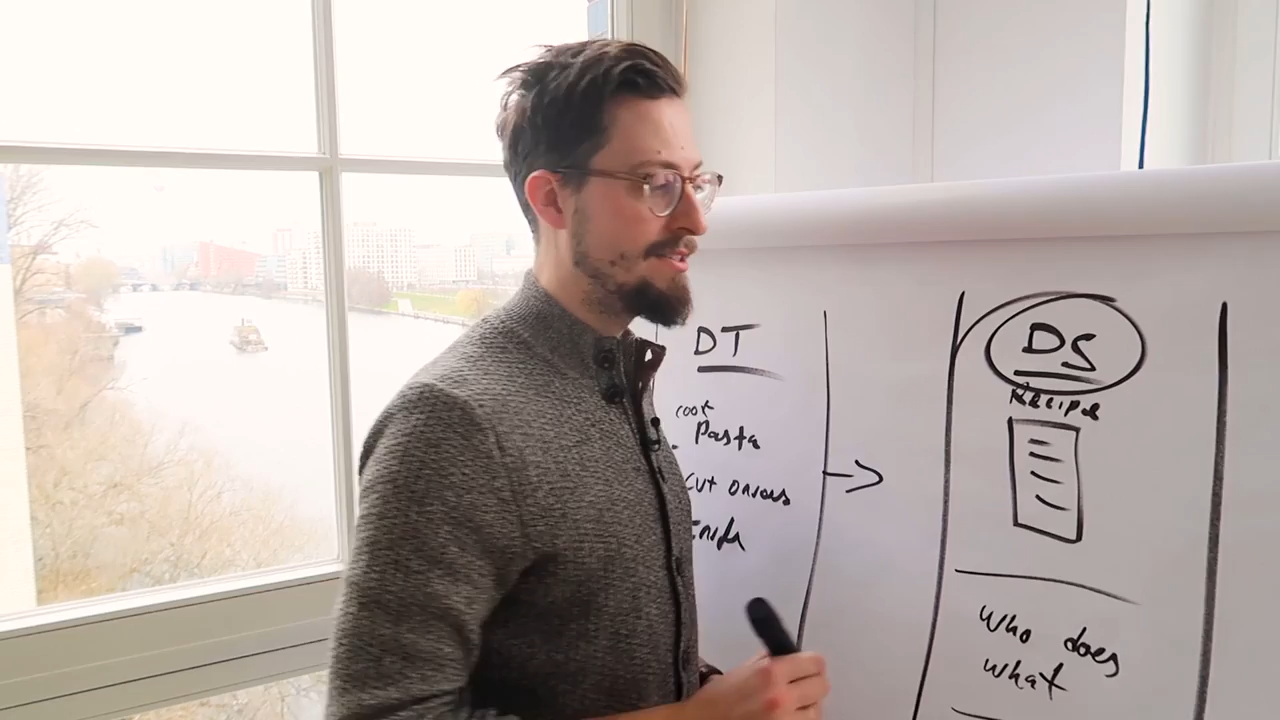 DT
cook
Pasta
cut onions
DS
Recipe
who does
what